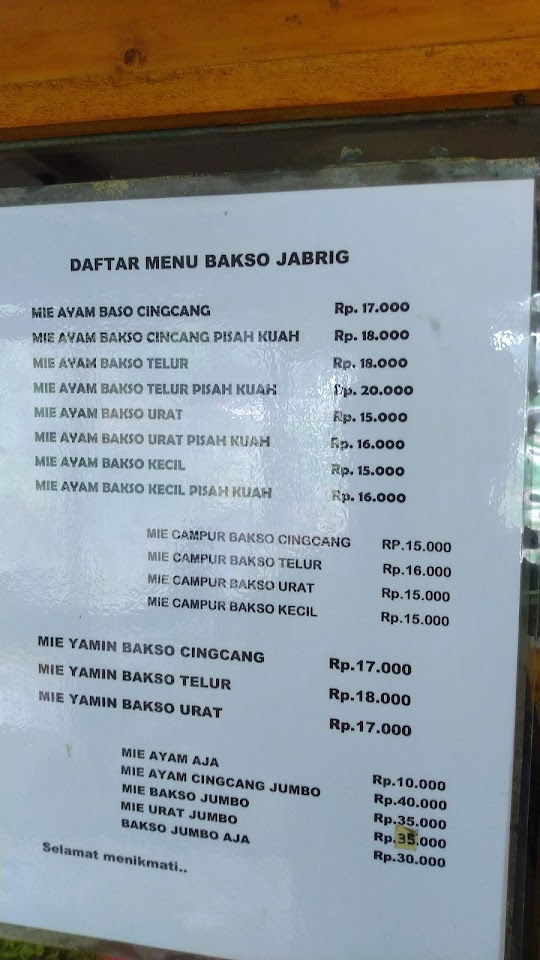 DAFTAR MENU BAKSO JABRIG
MIE AYAM BASO CINGCANG Rp. 17.000
MIE AYAM BAKSO CINCANG PISAH KUAH Rp. 18.000
MIE AYAM BAKSO TELUR Rp. 18.000
MIE AYAM BAKSO TELUR PISAH KUAH Rp. 20.000
MIE AYAM BAKSO URAT Rp. 15.000
MIE AYAM BAKSO URAT PISAH KUAH Rp. 16.000
MIE AYAM BAKSO KECIL Rp. 15.000
MIE AYAM BAKSO KECIL PISAH KUAH Rp. 16.000
MIE CAMPUR BAKSO CINGCANG RP.15.000
MIE CAMPUR BAKSO TELUR Rp.16.000
MIE CAMPUR BAKSO URAT Rp.15.000
MIE CAMPUR BAKSO KECIL Rp.15.000
MIE YAMIN BAKSO CINGCANG Rp.17.000
MIE YAMIN BAKSO TELUR Rp.18.000
MIE YAMIN BAKSO URAT Rp.17.000
MIE AYAM AJA Rp.10.000
MIE AYAM CINGCANG JUMBO Rp.40.000
MIE BAKSO JUMBO Rp.35.000
MIE URAT JUMBO Rp.35.000
BAKSO JUMBO AJA Rp.30.000
Selamat menikmati..